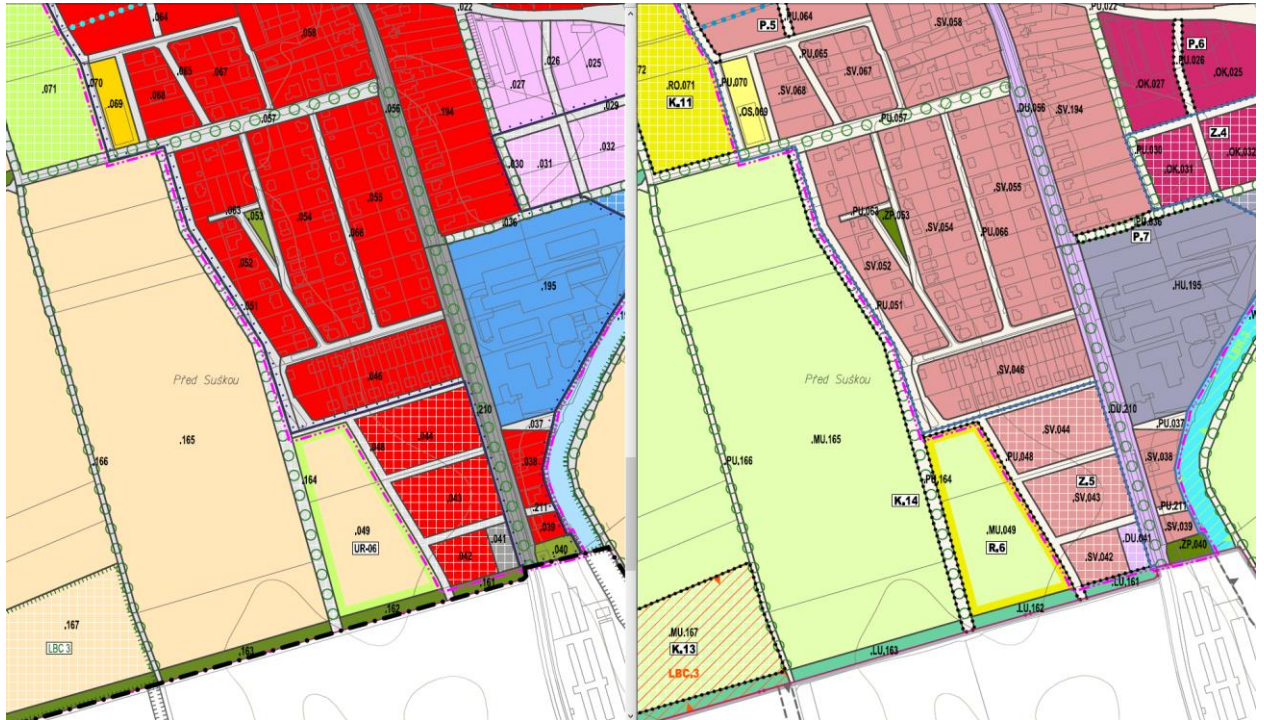 .064
.022
.058
.071
.070
.065
.067
.069
.068
.026
.025
.027
.029
.056
.057
.194
.032
.030
.031
.063
.053
.054
.055
.036
.052
.066
.051
.195
Před Suškou
.046
.165
.210
.037
.048
.044
.038
.166
.164
.043
.211
.049
.039
UR-06
.041
.042
.040
.161
.162
.167
LBC 3
.163
P.5
.PU.064
.SV.058
.PU.022
P.6
.PU.065
.PU.026
.SV.067
.OK.025
.RO.071
.PU.070
.SV.068
.OK.027
K.11
.OS.069
.DU.056
.SV.194
.PU.057
Z.4
.PU.030
.OK.032
.OK.031
.SV.055
.ZP.053
.SV.054
.PU.036
.PU.066
P.7
.SV.052
.PU.051
.HU.195
.SV.046
Před Suškou
.DU.210
.PU.037
.MU.165
.SV.044
.PU.048
.SV.038
.PU.166
.PU.164
Z.5
K.14
.SV.043
.PU.211
.MU.049
.SV.039
R.6
.DU.041
.ZP.040
.SV.042
.LU.161
.LU.162
.MU.167
K.13
.LU.163
LBC.3